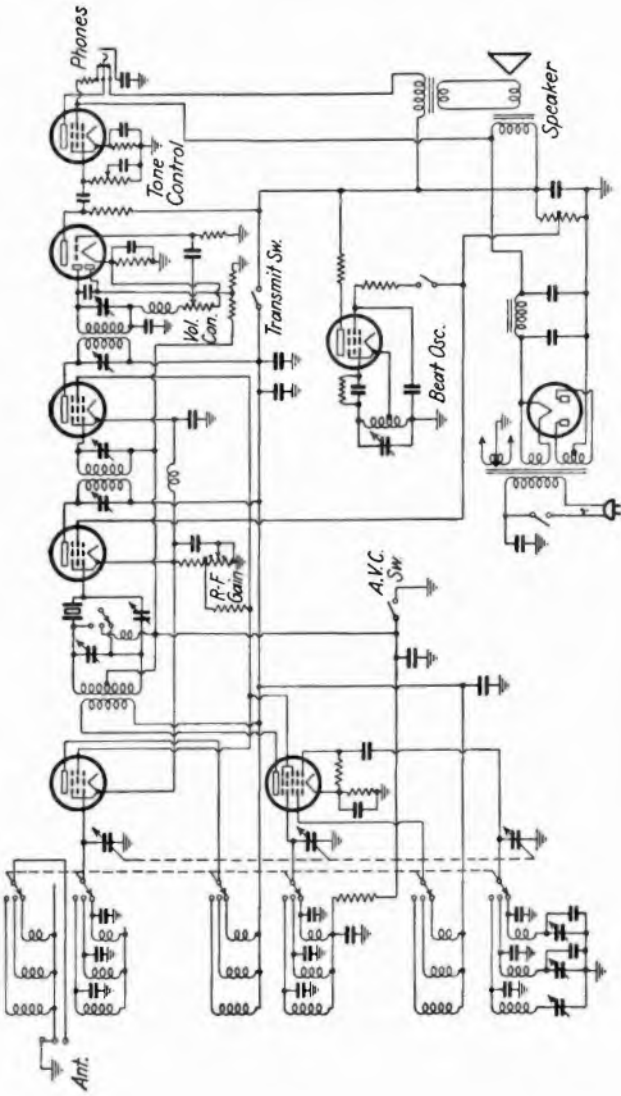 Phones
Tone
Control
Speaker
Vol.
Con.
Transmit Sw.
Beat Osc.
R-F
Gain
A.V.C.
Sw.
Ant.